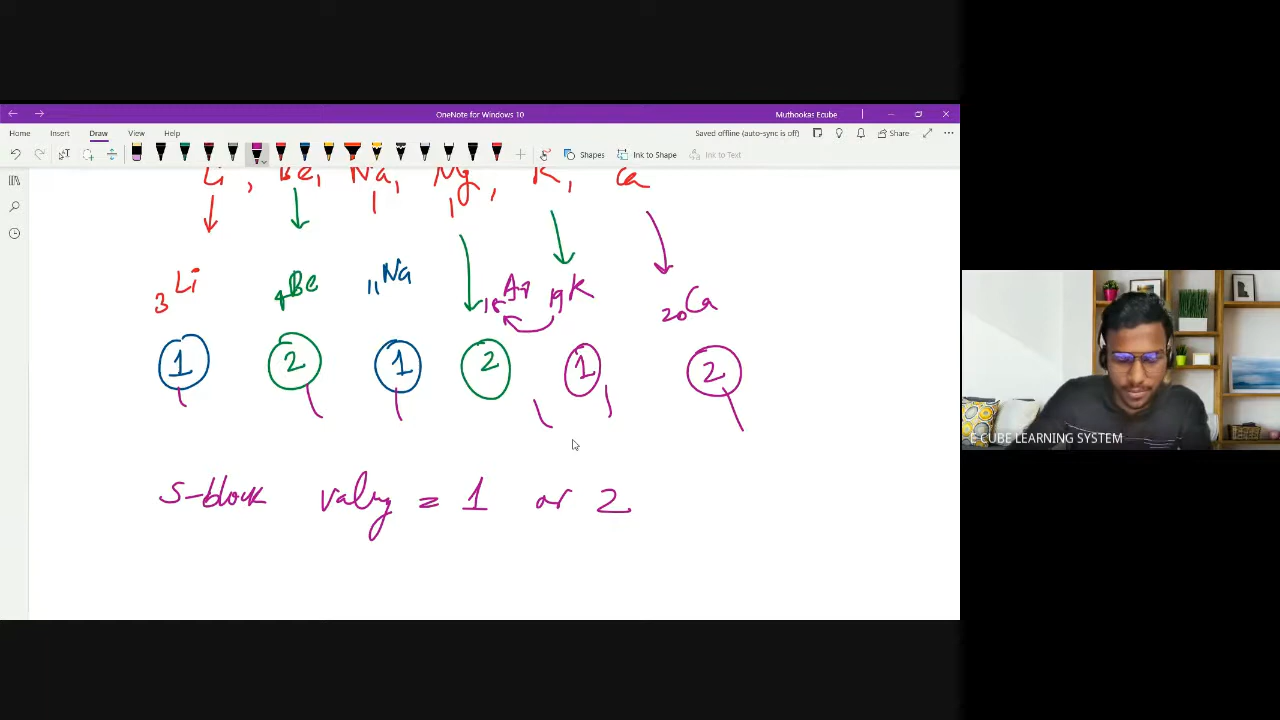 OneNote for Windows 10
Muthookas Ecube
Home Insert Draw View Help
Saved offline (auto-sync is off) Share
Shapes Ink to Shape Ink to Text
Li, Be, Na, Mg, K, Ca
3Li 4Be 11Na 18Ar 19K 20Ca
1 2 1 2 1 2
S-block = 1 or 2
E CUBE LEARNING SYSTEM